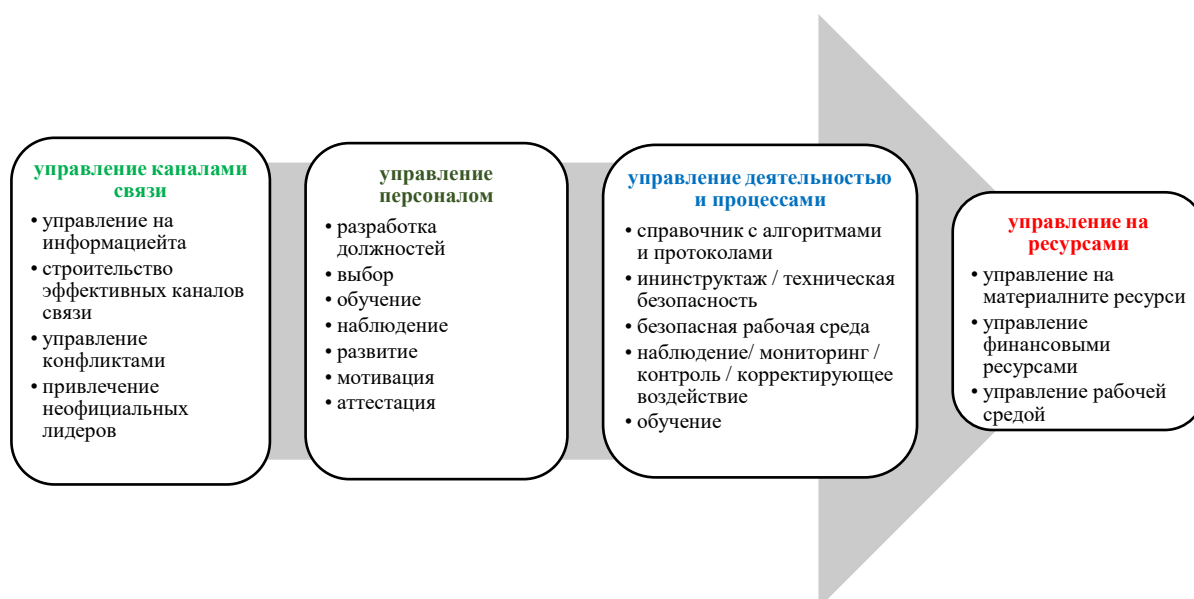 управление каналами
связи
• управление на
информациейта
• строительство
эффективных каналов
связи
• управление
конфликтами
• привлечение
неофициальных
лидеров
управление
персоналом
• разработка
должностей
• выбор
• обучение
• наблюдение
• развитие
• мотивация
• аттестация
управление деятельностью
и процессами
• справочник с алгоритмами
и протоколами
• ининструктаж / техническая
безопасность
• безопасная рабочая среда
• наблюдение/ мониторинг /
контроль / корректирующее
воздействие
• обучение
управление на
ресурсами
• управление на
материалните ресурси
• управление
финансовыми
ресурсами
• управление рабочей
средой